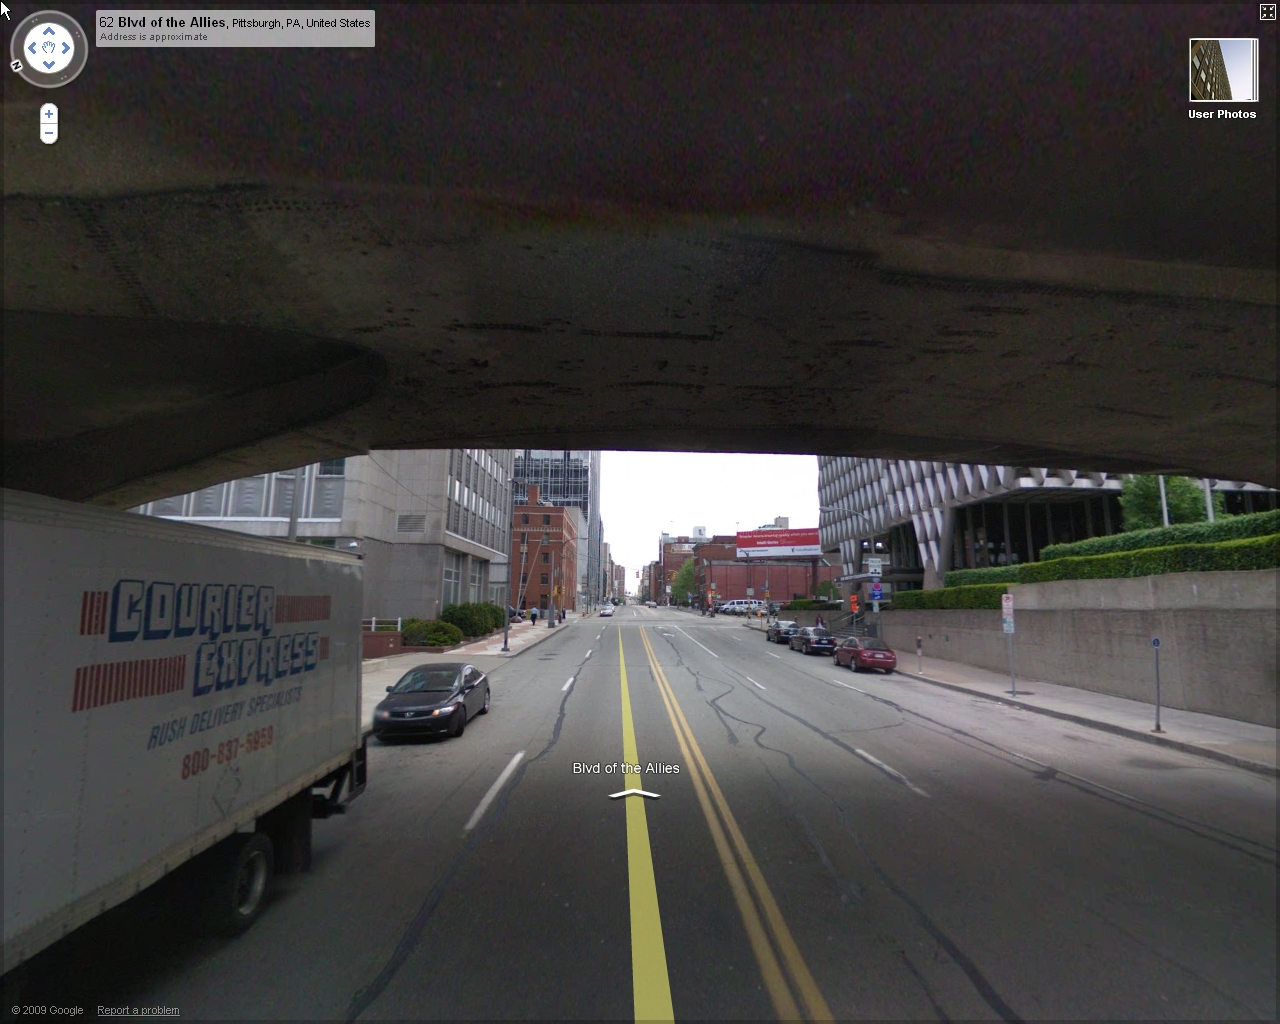 62 Blvd of the Allies, Pittsburgh, PA, United States
Address is approximate
N
User Photos
COURIER
EXPRESS
RUSH DELIVERY SPECIALISTS
800-837-5959
Blvd of the Allies
© 2009 Google
Report a problem